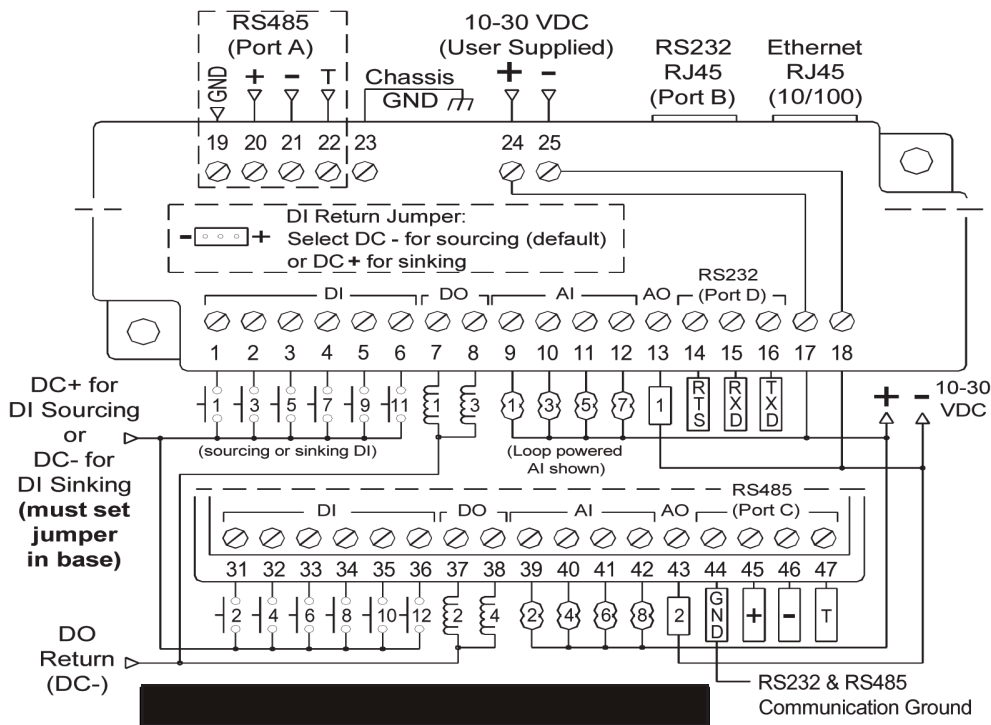 RS485
(Port A)
10-30 VDC
(User Supplied)
RS232
RJ45
(Port B)
Ethernet
RJ45
(10/100)
GND + - T
Chassis
GND
+ -
19 20 21 22 23 24 25
DI Return Jumper:
- + Select DC - for sourcing (default)
or DC + for sinking
RS232
(Port D)
DI DO AI AO
1 2 3 4 5 6 7 8 9 10 11 12 13 14 15 16 17 18
1 3 5 7 9 11 1 3 1 3 5 7 1 RTS RXD TXD
+ - 10-30
VDC
(sourcing or sinking DI)
(Loop powered
AI shown)
DC+ for
DI Sourcing
or
DC- for
DI Sinking
(must set
jumper
in base)
RS485
(Port C)
DI DO AI AO
31 32 33 34 35 36 37 38 39 40 41 42 43 44 45 46 47
2 4 6 8 10 12 2 4 2 4 6 8 2 GND + - T
DO
Return
(DC-)
RS232 & RS485
Communication Ground